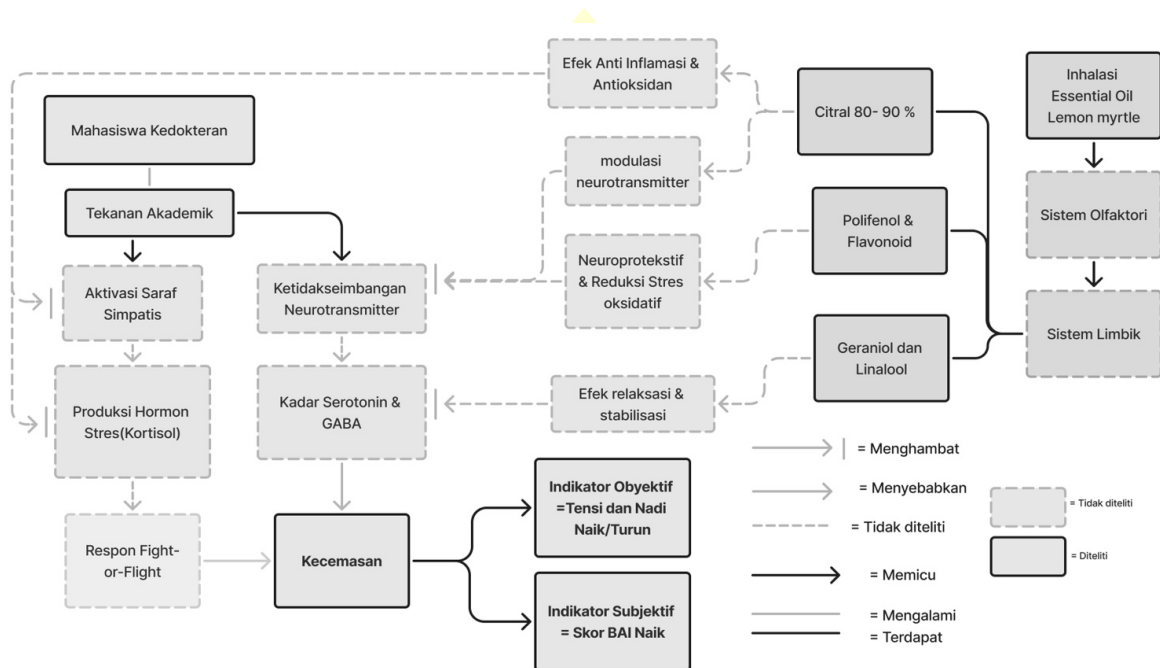 Efek Anti Inflamasi &
Antioksidan
Citral 80- 90 %
Inhalasi
Essential Oil
Lemon myrtle
Mahasiswa Kedokteran
modulasi
neurotransmitter
Tekanan Akademik
Polifenol &
Flavonoid
Sistem Olfaktori
Aktivasi Saraf
Simpatis
Ketidakseimbangan
Neurotransmitter
Neuroprotekstif
& Reduksi Stres
oksidatif
Sistem Limbik
Geraniol dan
Linalool
Produksi Hormon
Stres(Kortisol)
Kadar Serotonin &
GABA
Efek relaksasi &
stabilisasi
Respon Fight-
or-Flight
Kecemasan
Indikator Obyektif
=Tensi dan Nadi
Naik/Turun
Indikator Subjektif
= Skor BAI Naik
= Menghambat
= Menyebabkan
= Tidak diteliti
= Memicu
= Mengalami
= Terdapat
= Tidak diteliti
= Diteliti